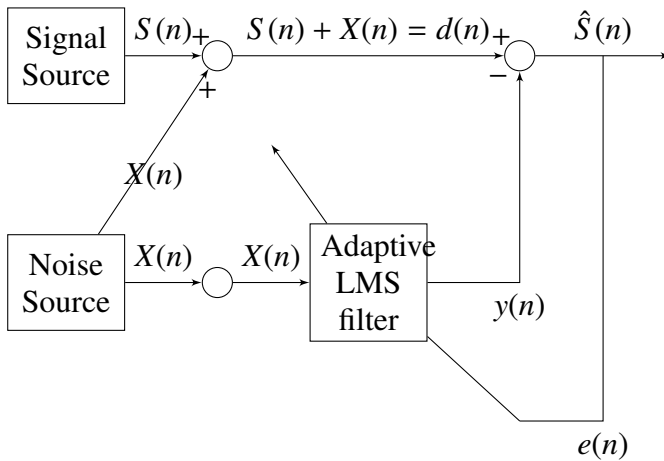 Signal
Source
S(n)
+
+
S(n) + X(n) = d(n)
+
−
Ŝ(n)
X(n)
Noise
Source
X(n)
X(n)
Adaptive
LMS
filter
y(n)
e(n)